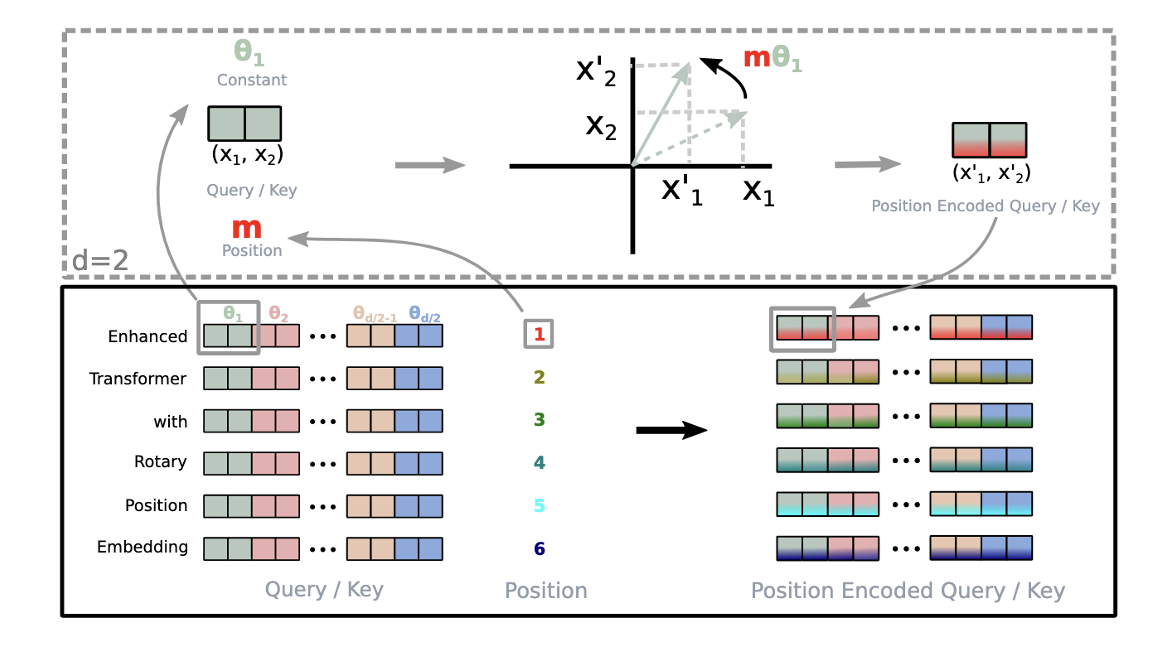 θ1
Constant
(x1, x2)
Query / Key
m
Position
d=2
x'2
x2
x'1
x1
mθ1
(x'1, x'2)
Position Encoded Query / Key
θ1 θ2 θd/2-1 θd/2
Enhanced 1
Transformer 2
with 3
Rotary 4
Position 5
Embedding 6
Query / Key Position Position Encoded Query / Key